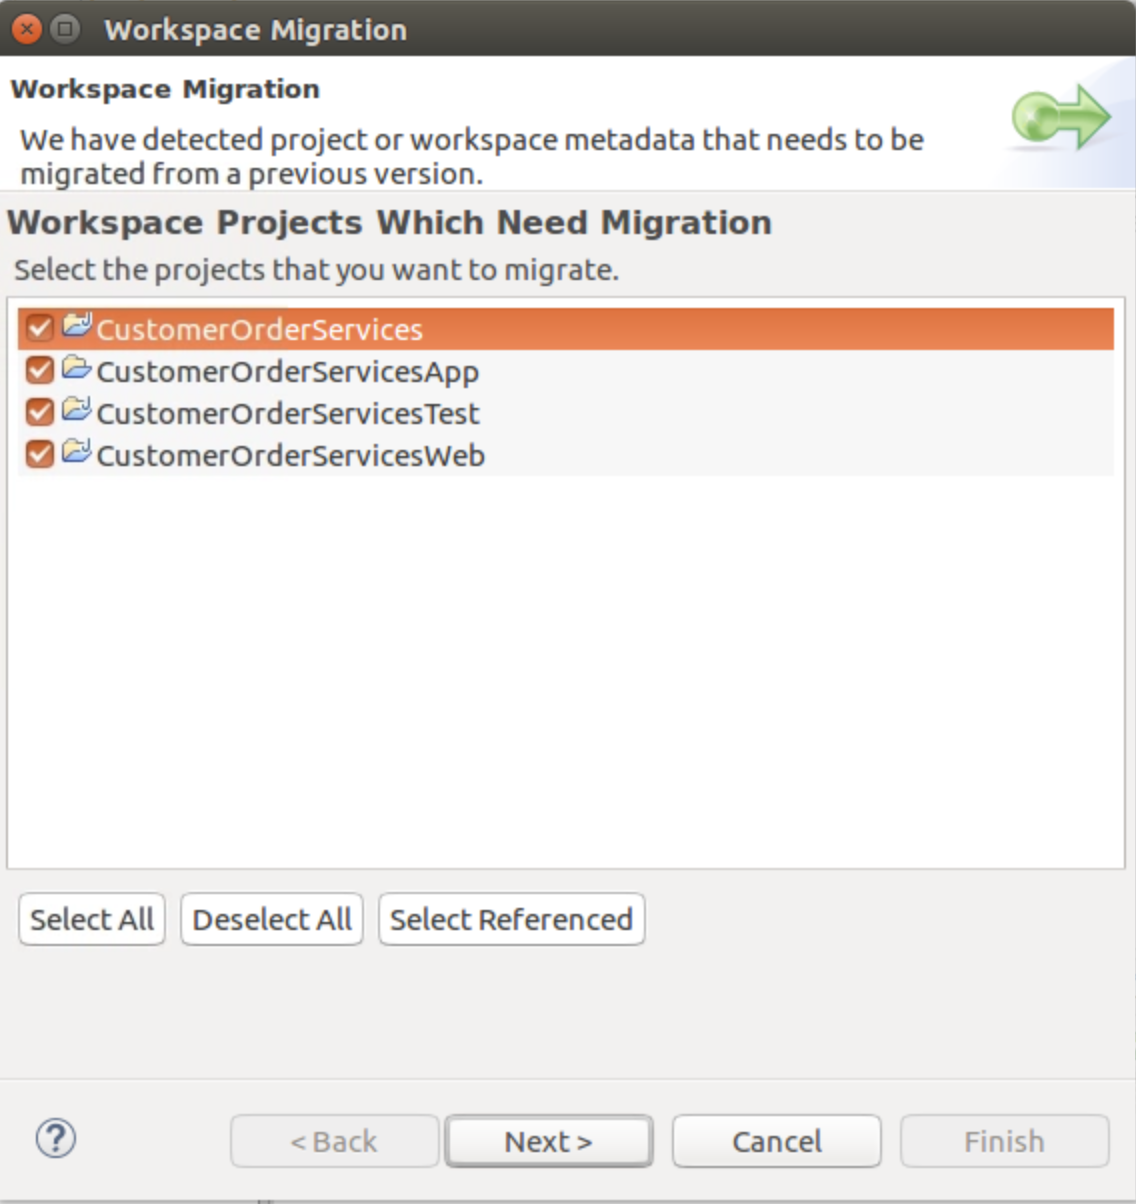 Workspace Migration
Workspace Migration
We have detected project or workspace metadata that needs to be
migrated from a previous version.
Workspace Projects Which Need Migration
Select the projects that you want to migrate.
CustomerOrderServices
CustomerOrderServicesApp
CustomerOrderServicesTest
CustomerOrderServicesWeb
Select All Deselect All Select Referenced
? < Back Next > Cancel Finish